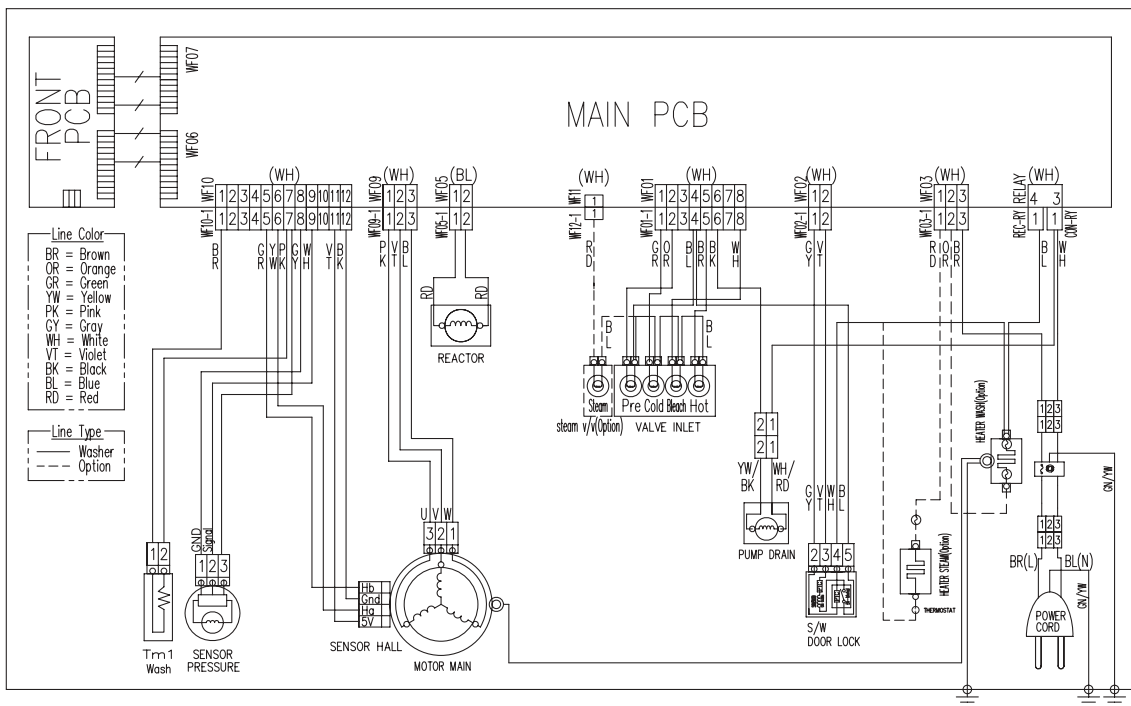 FRONT
PCB
WF07
WF06
MAIN PCB
(WH)
(WH)
(BL)
(WH)
(WH)
(WH)
(WH)
(WH)
WF10
1 2 3 4 5 6 7 8 9 10 11 12
WF09
1 2 3
WF05
1 2
WF11
1
WF01
1 2 3 4 5 6 7 8
WF02
1 2
WF03
1 2 3
RELAY
4 3
WF10-1
1 2 3 4 5 6 7 8 9 10 11 12
WF09-1
1 2 3
WF05-1
1 2
WF12-1
1
WF01-1
1 2 3 4 5 6 7 8
WF02-1
1 2
WF03-1
1 2 3
REC-RY
1 1
CON-RY
BR
GR
YW
PK
GY
WH
VT
BK
PK
VT
BL
RD
GR
OR
BL
BR
BK
WH
GY
VT
RD
OR
BR
BL
WH
Line Color
BR = Brown
OR = Orange
GR = Green
YW = Yellow
PK = Pink
GY = Gray
WH = White
VT = Violet
BK = Black
BL = Blue
RD = Red
Line Type
Washer
Option
RD
RD
REACTOR
BL
BL
Steam
steam v/v(Option)
Pre Cold Bleach Hot
VALVE INLET
2 1
2 1
YW/
BK
WH/
RD
PUMP DRAIN
GY
VT
WH
BL
2 3 4 5
S/W
DOOR LOCK
HEATER WASH(Option)
HEATER STEAM(Option)
THERMOSTAT
1 2 3
1 2 3
GN/YW
1 2 3
1 2 3
BR(L)
BL(N)
GN/YW
POWER
CORD
1 2
Tm1
Wash
GND
Signal
1 2 3
SENSOR
PRESSURE
U V W
3 2 1
Hb
Gnd
Ha
5V
SENSOR HALL
MOTOR MAIN